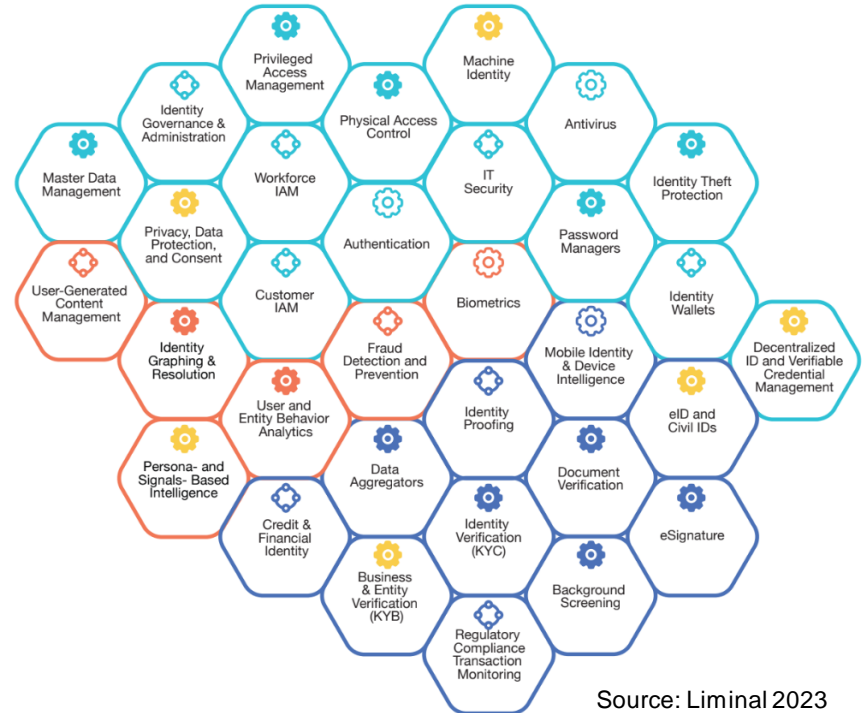 Privileged
Access
Management
Machine
Identity
Identity
Governance &
Administration
Physical Access
Control
Antivirus
Master Data
Management
Workforce
IAM
IT
Security
Identity Theft
Protection
Privacy, Data
Protection,
and Consent
Authentication
Password
Managers
User-Generated
Content
Management
Customer
IAM
Biometrics
Identity
Wallets
Identity
Graphing &
Resolution
Fraud
Detection and
Prevention
Mobile Identity
& Device
Intelligence
Decentralized
ID and Verifiable
Credential
Management
User and
Entity Behavior
Analytics
Identity
Proofing
eID and
Civil IDs
Persona- and
Signals- Based
Intelligence
Data
Aggregators
Document
Verification
Credit &
Financial
Identity
Identity
Verification
(KYC)
eSignature
Business
& Entity
Verification
(KYB)
Background
Screening
Regulatory
Compliance
Transaction
Monitoring
Source: Liminal 2023